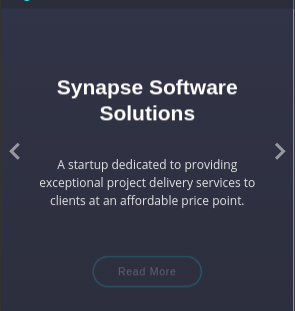 Synapse Software
Solutions
A startup dedicated to providing
exceptional project delivery services to
clients at an affordable price point.
Read More